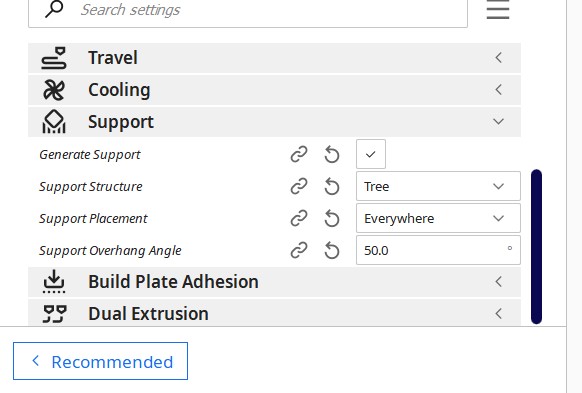 Search settings
Travel
Cooling
Support
Generate Support
Support Structure Tree
Support Placement Everywhere
Support Overhang Angle 50.0 °
Build Plate Adhesion
Dual Extrusion
Recommended